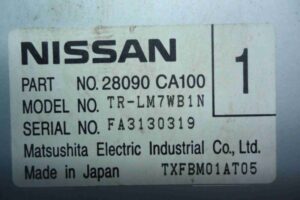 NISSAN
1
PART NO. 28090 CA100
MODEL NO. TR-LM7WB1N
SERIAL NO. FA3130319
Matsushita Electric Industrial Co., Ltd.
Made in Japan TXFBM01AT05